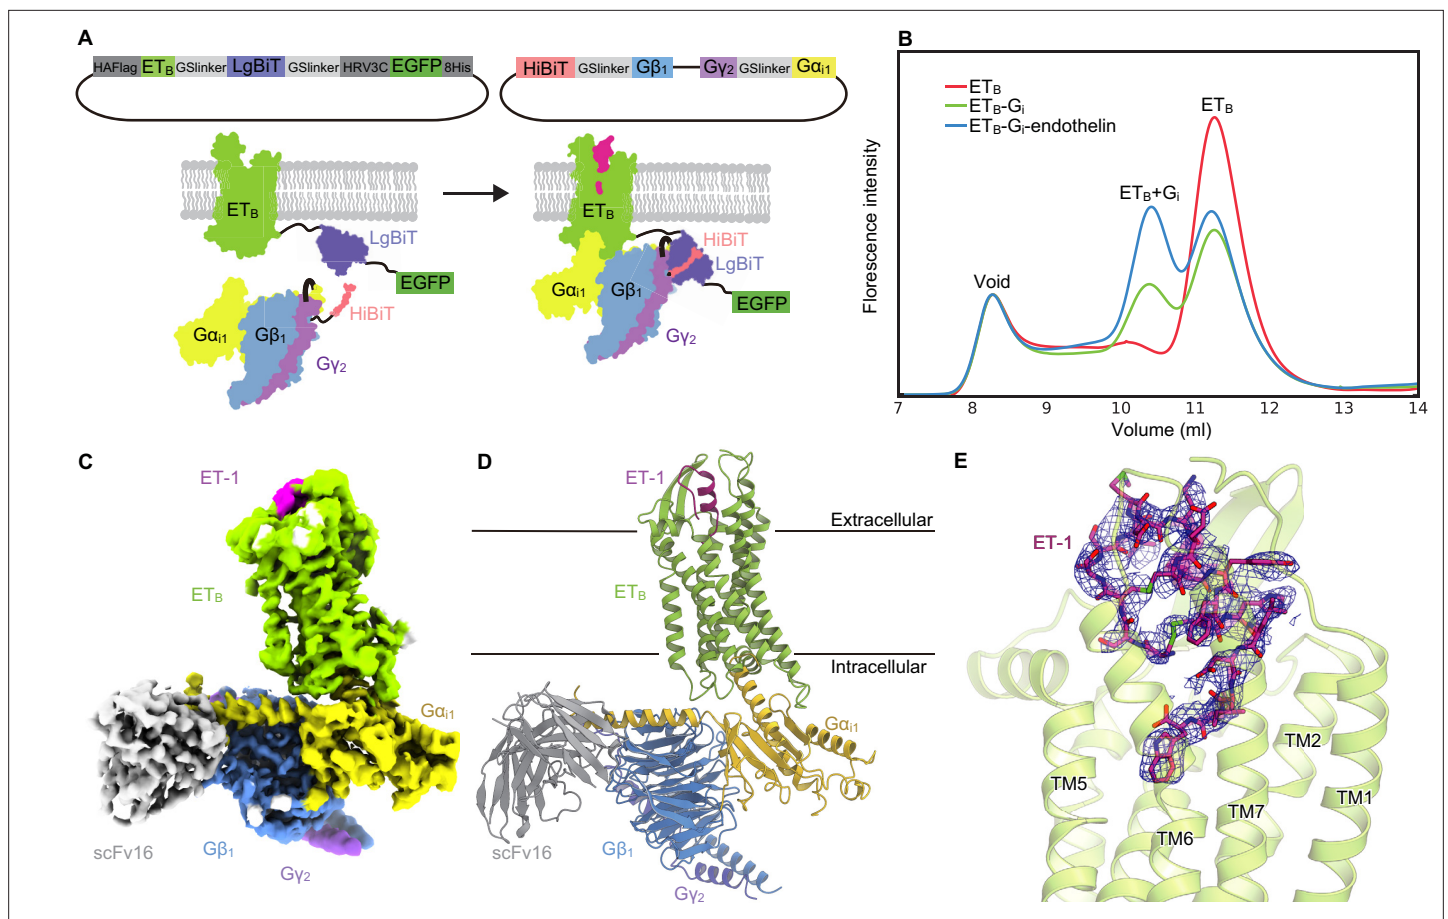 A
HAFlag ETB GSlinker LgBiT GSlinker HRV3C EGFP 8His
HiBiT GSlinker Gβ1 Gγ2 GSlinker Gαi1
ETB
LgBiT
EGFP
HiBiT
Gαi1
Gβ1
Gγ2
ETB
HiBiT
LgBiT
EGFP
Gαi1
Gβ1
Gγ2
B
ETB
ETB-Gi
ETB-Gi-endothelin
ETB
ETB+Gi
Void
Florescence intensity
7 8 9 10 11 12 13 14
Volume (ml)
C
ET-1
ETB
Gαi1
scFv16
Gβ1
Gγ2
D
ET-1
Extracellular
ETB
Intracellular
Gαi1
scFv16
Gβ1
Gγ2
E
ET-1
TM2
TM5
TM1
TM7
TM6